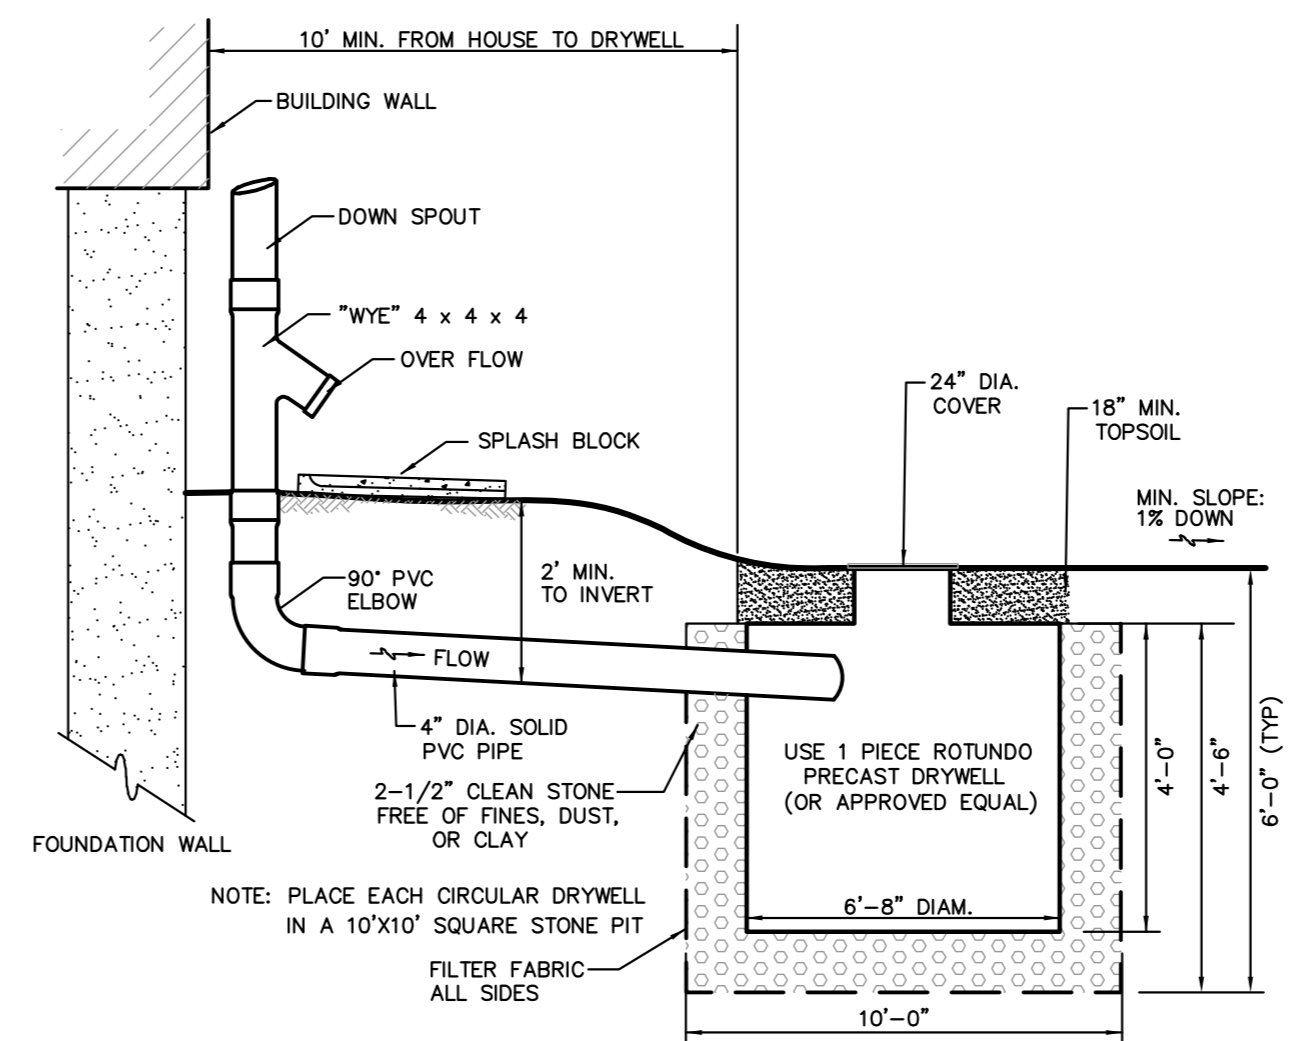 10' MIN. FROM HOUSE TO DRYWELL
BUILDING WALL
DOWN SPOUT
"WYE" 4 x 4 x 4
OVER FLOW
SPLASH BLOCK
24" DIA.
COVER
18" MIN.
TOPSOIL
MIN. SLOPE:
1% DOWN
90° PVC
ELBOW
2' MIN.
TO INVERT
FLOW
4" DIA. SOLID
PVC PIPE
2-1/2" CLEAN STONE
FREE OF FINES, DUST,
OR CLAY
USE 1 PIECE ROTUNDO
PRECAST DRYWELL
(OR APPROVED EQUAL)
4'-0"
4'-6"
6'-0" (TYP)
FOUNDATION WALL
NOTE: PLACE EACH CIRCULAR DRYWELL
IN A 10'X10' SQUARE STONE PIT
6'-8" DIAM.
FILTER FABRIC
ALL SIDES
10'-0"